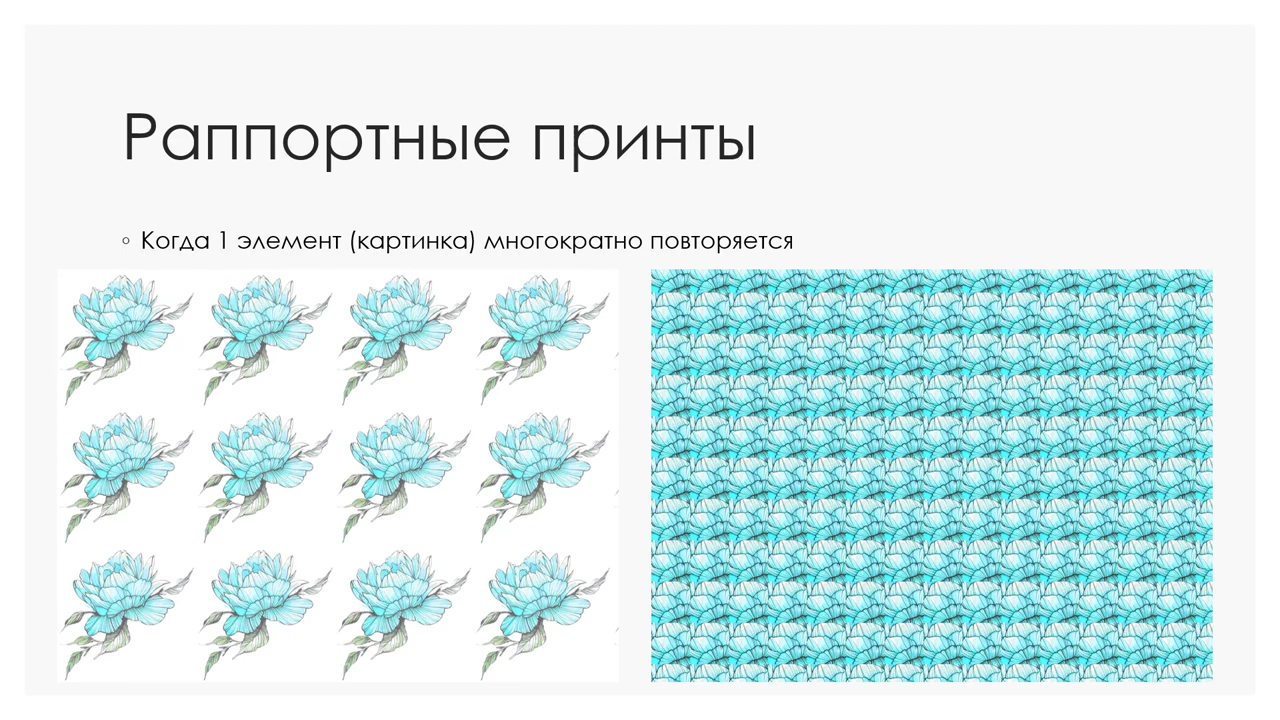 Раппортные принты
◦ Когда 1 элемент (картинка) многократно повторяется